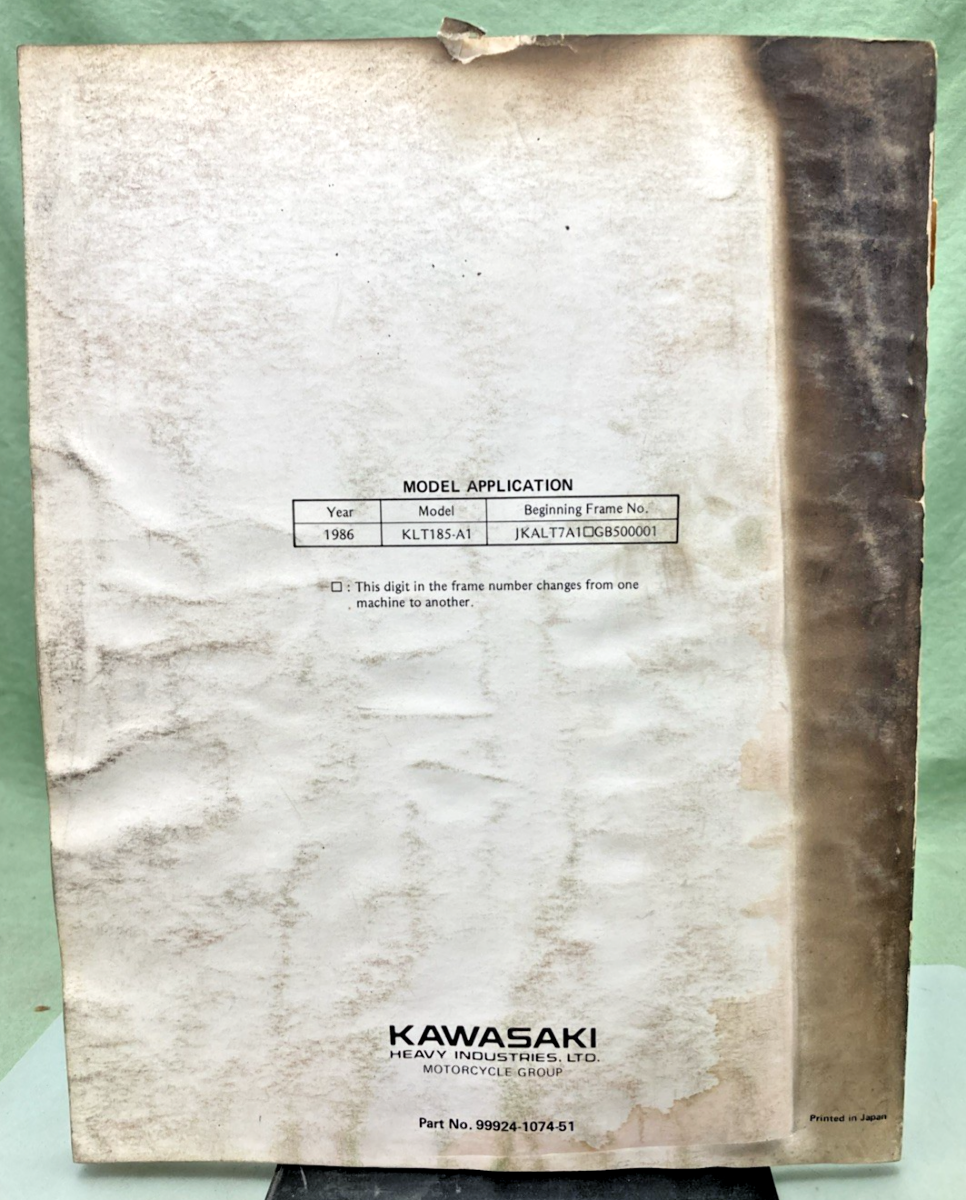 MODEL APPLICATION
Year Model Beginning Frame No.
1986 KLT185-A1 JKALT7A1□GB500001
□ : This digit in the frame number changes from one
machine to another.
KAWASAKI
HEAVY INDUSTRIES, LTD.
MOTORCYCLE GROUP
Part No. 99924-1074-51
Printed in Japan